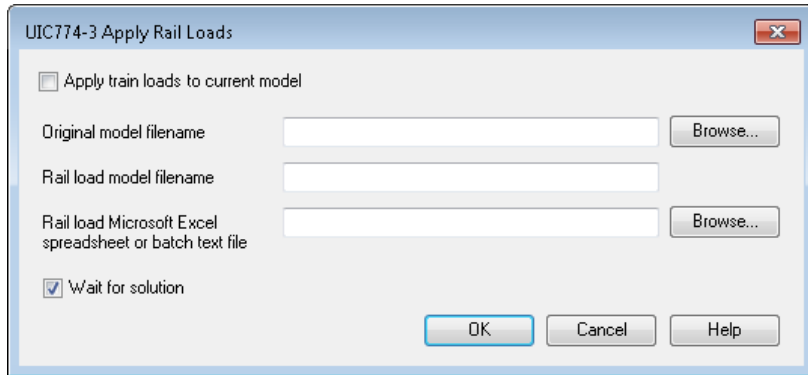 UIC774-3 Apply Rail Loads
Apply train loads to current model
Original model filename
Browse...
Rail load model filename
Rail load Microsoft Excel
spreadsheet or batch text file
Browse...
Wait for solution
OK
Cancel
Help